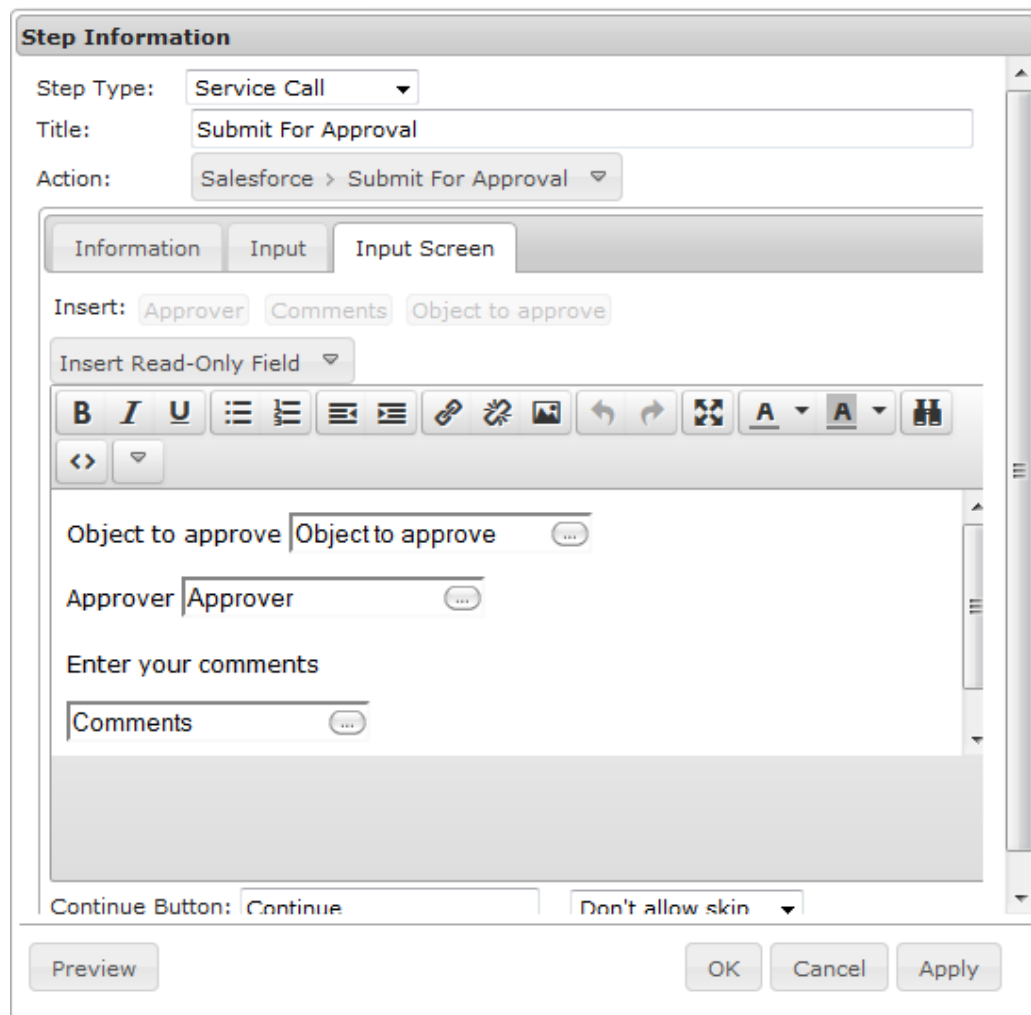 Step Information
Step Type: Service Call
Title: Submit For Approval
Action: Salesforce > Submit For Approval
Information Input Input Screen
Insert: Approver Comments Object to approve
Insert Read-Only Field
B I U A A
<> 
Object to approve Object to approve ...
Approver Approver ...
Enter your comments
Comments ...
Continue Button: Continue Don't allow skip
Preview OK Cancel Apply